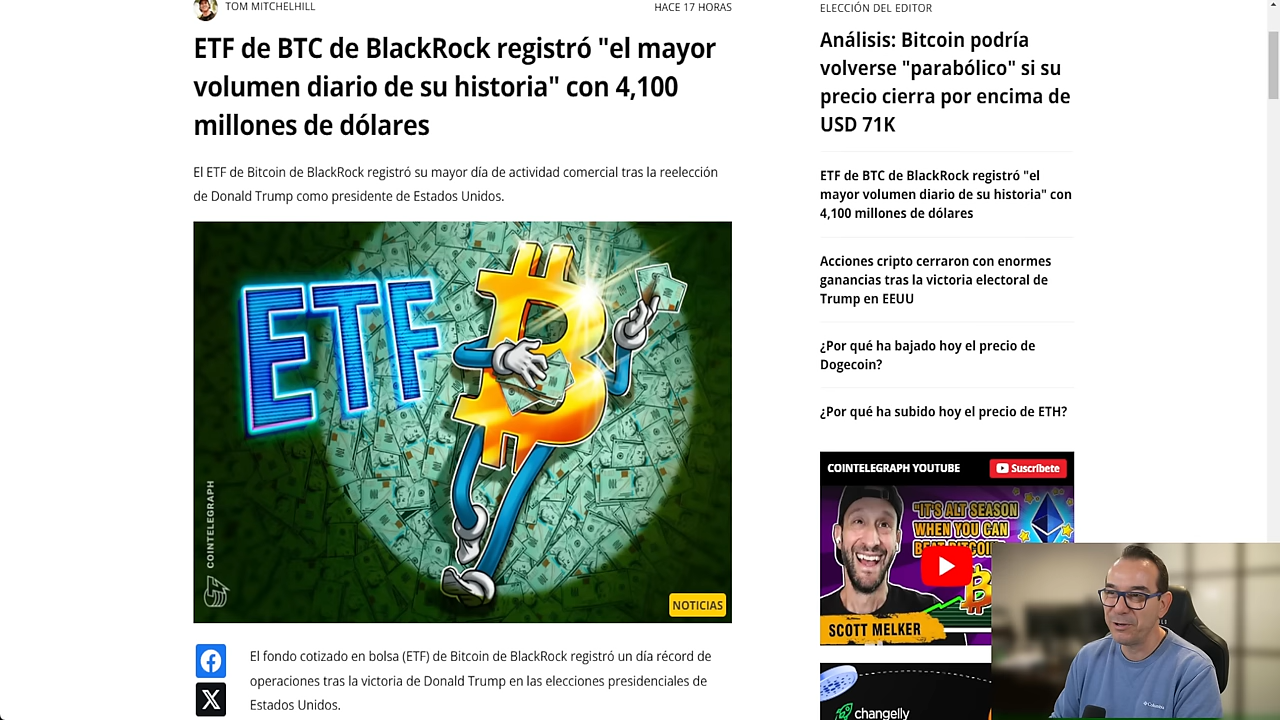 TOM MITCHELHILL
HACE 17 HORAS
ETF de BTC de BlackRock registró "el mayor
volumen diario de su historia" con 4,100
millones de dólares
El ETF de Bitcoin de BlackRock registró su mayor día de actividad comercial tras la reelección
de Donald Trump como presidente de Estados Unidos.
ETF
COINTELEGRAPH
NOTICIAS
El fondo cotizado en bolsa (ETF) de Bitcoin de BlackRock registró un día récord de
operaciones tras la victoria de Donald Trump en las elecciones presidenciales de
Estados Unidos.
ELECCIÓN DEL EDITOR
Análisis: Bitcoin podría
volverse "parabólico" si su
precio cierra por encima de
USD 71K
ETF de BTC de BlackRock registró "el
mayor volumen diario de su historia" con
4,100 millones de dólares
Acciones cripto cerraron con enormes
ganancias tras la victoria electoral de
Trump en EEUU
¿Por qué ha bajado hoy el precio de
Dogecoin?
¿Por qué ha subido hoy el precio de ETH?
COINTELEGRAPH YOUTUBE
Suscríbete
"IT'S ALT SEASON
WHEN YOU CAN
SCOTT MELKER
changelly
Columbia